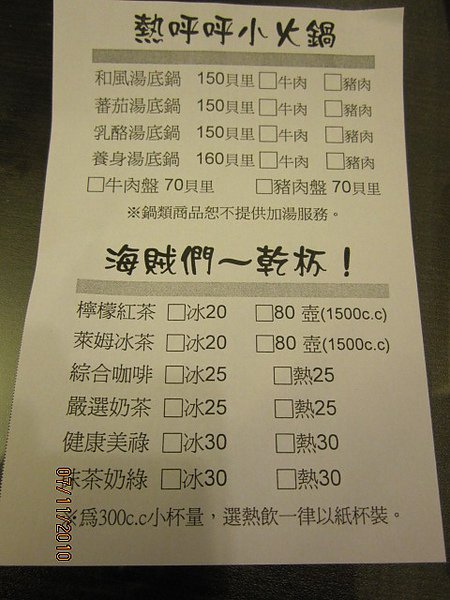 熱呼呼小火鍋
和風湯底鍋 150貝里 □牛肉 □豬肉
蕃茄湯底鍋 150貝里 □牛肉 □豬肉
乳酪湯底鍋 150貝里 □牛肉 □豬肉
養身湯底鍋 160貝里 □牛肉 □豬肉
□牛肉盤 70貝里 □豬肉盤 70貝里
※鍋類商品恕不提供加湯服務。
海賊們～乾杯！
檸檬紅茶 □冰20 □80 壺(1500c.c)
萊姆冰茶 □冰20 □80 壺(1500c.c)
綜合咖啡 □冰25 □熱25
嚴選奶茶 □冰25 □熱25
健康美祿 □冰30 □熱30
抹茶奶綠 □冰30 □熱30
※為300c.c小杯量，選熱飲一律以紙杯裝。
07/11/2010